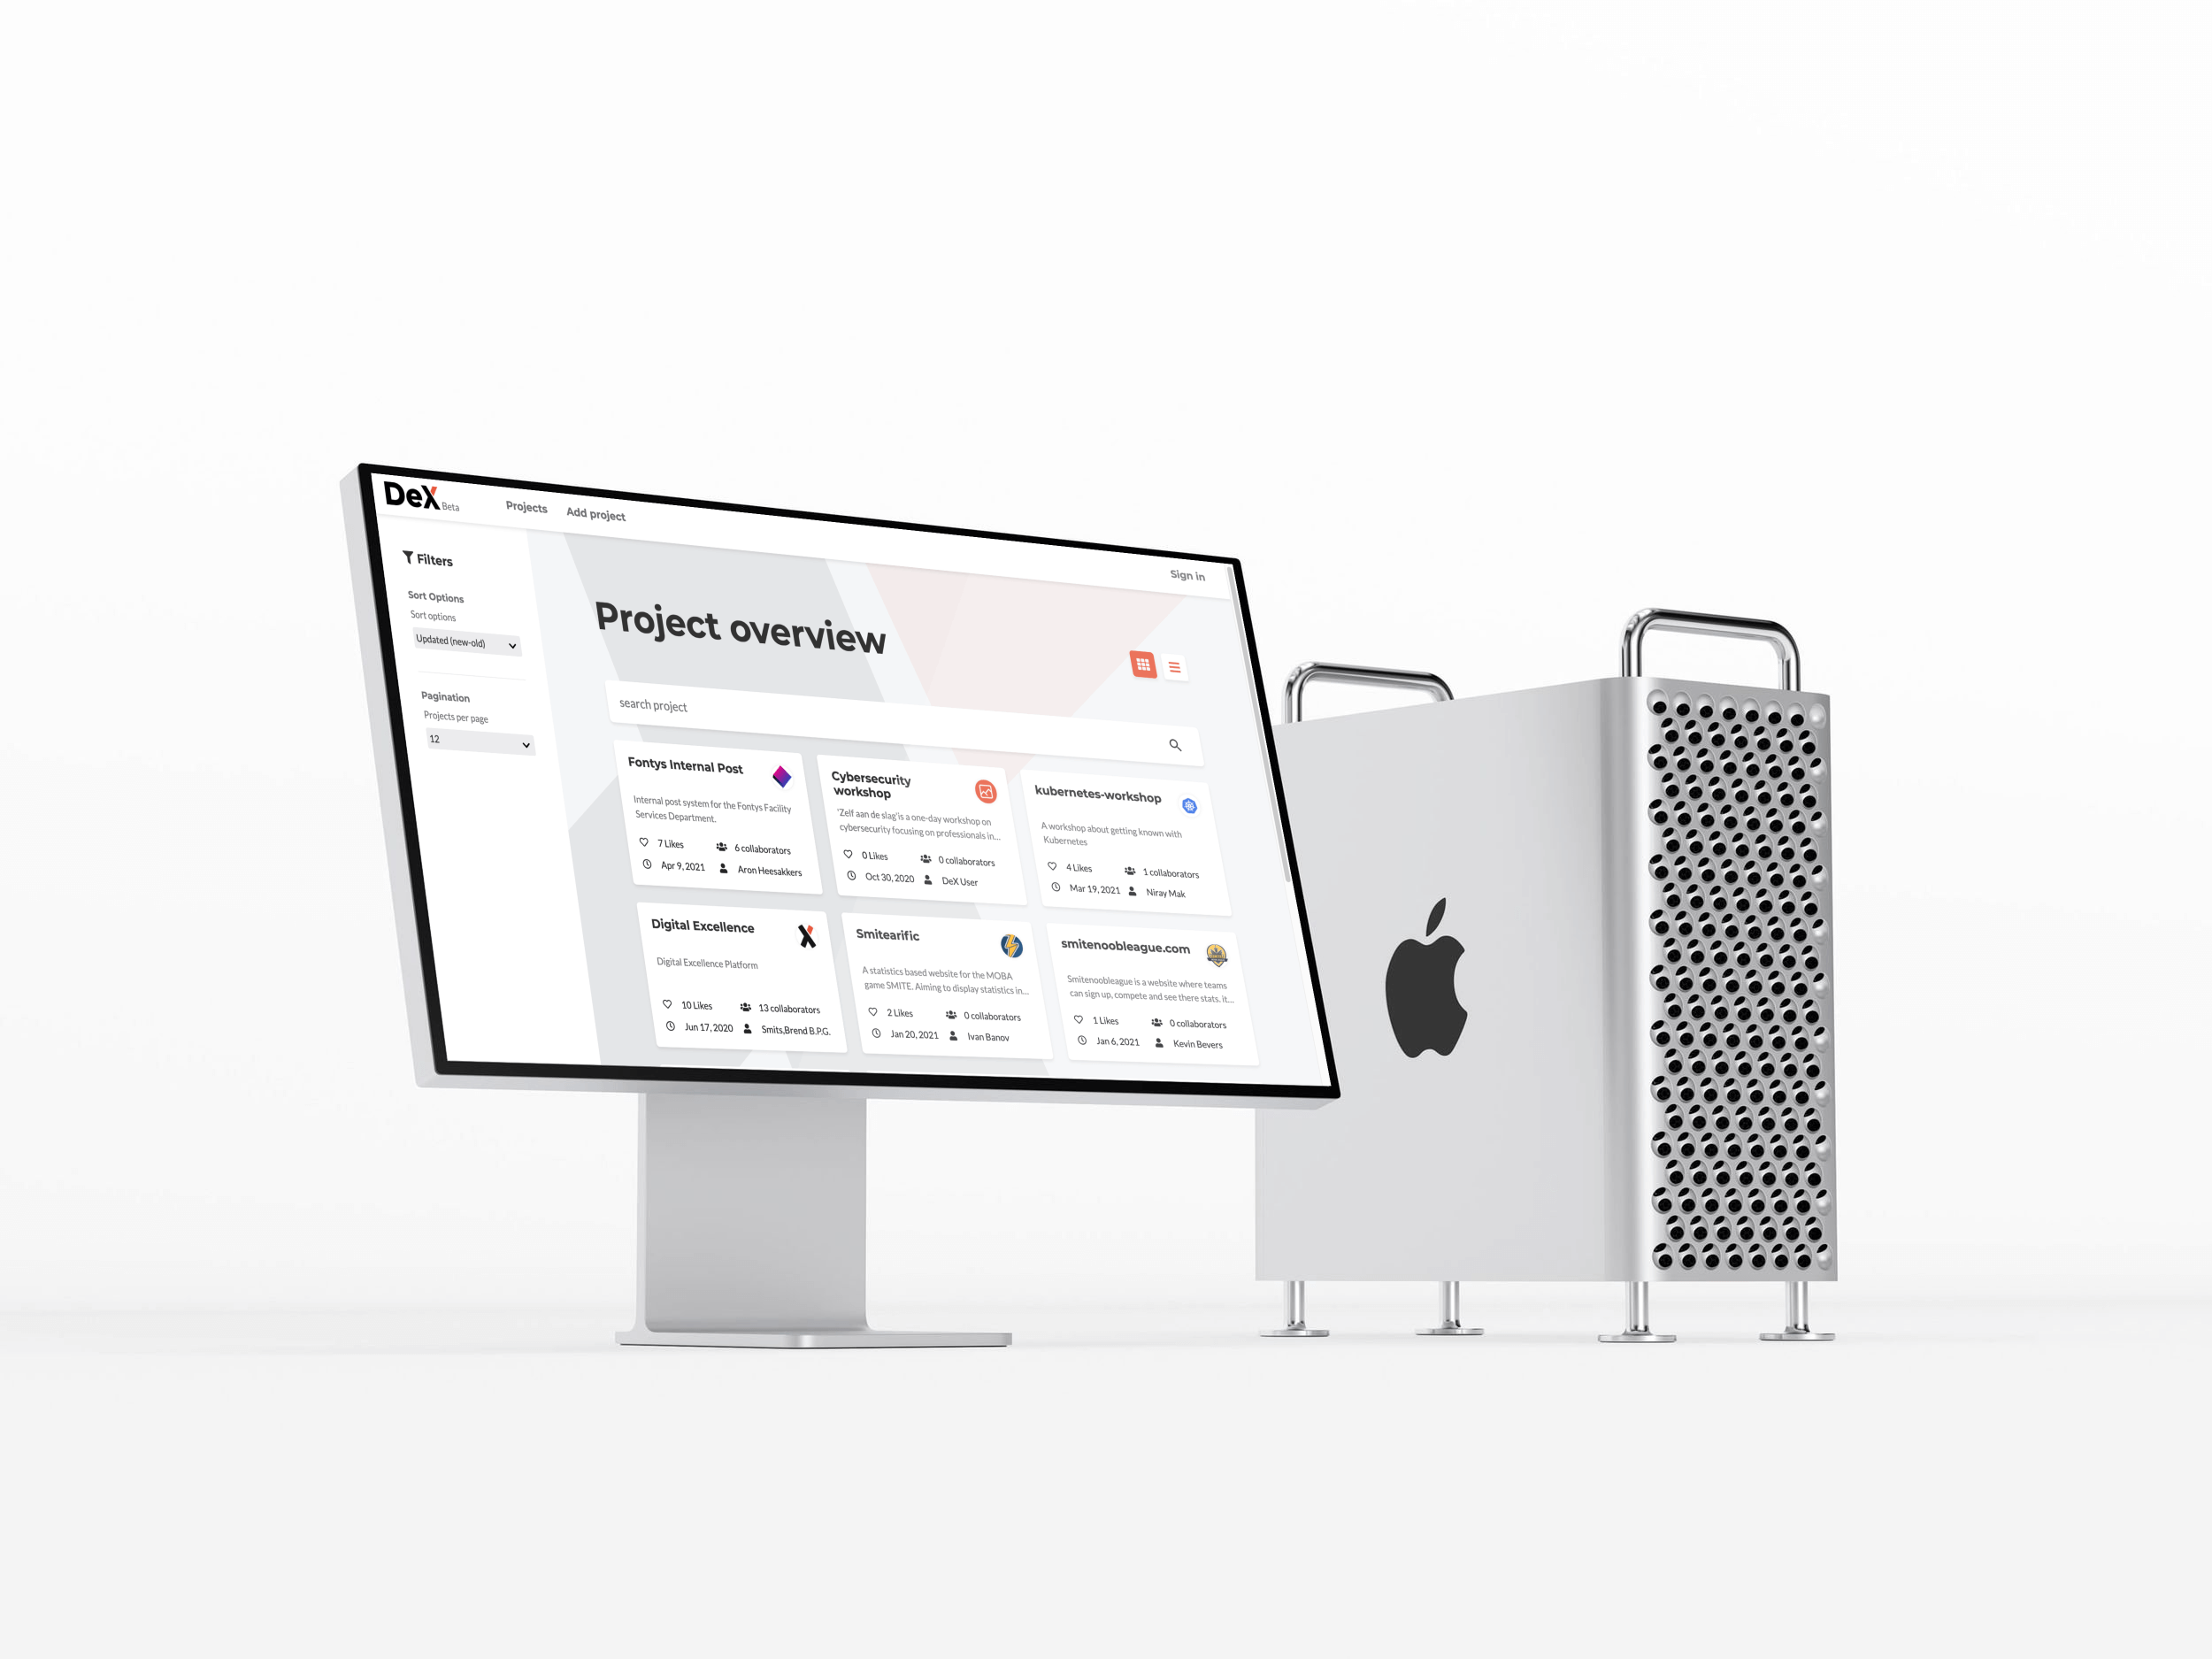 DeX Beta
Projects
Add project
Sign in
Filters
Sort Options
Sort options
Updated (new-old)
Pagination
Projects per page
12
Project overview
search project
Fontys Internal Post
Internal post system for the Fontys Facility
Services Department.
7 Likes
6 collaborators
Apr 9, 2021
Aron Heesakkers
Cybersecurity
workshop
'Zelf aan de slag'is a one-day workshop on
cybersecurity focusing on professionals in...
0 Likes
0 collaborators
Oct 30, 2020
DeX User
kubernetes-workshop
A workshop about getting known with
Kubernetes
4 Likes
1 collaborators
Mar 19, 2021
Niray Mak
Digital Excellence
Digital Excellence Platform
10 Likes
13 collaborators
Jun 17, 2020
Smits,Brend B.P.G.
Smitearific
A statistics based website for the MOBA
game SMITE. Aiming to display statistics in...
2 Likes
0 collaborators
Jan 20, 2021
Ivan Banov
smitenoobleague.com
Smitenoobleague is a website where teams
can sign up, compete and see there stats. it...
1 Likes
0 collaborators
Jan 6, 2021
Kevin Bevers